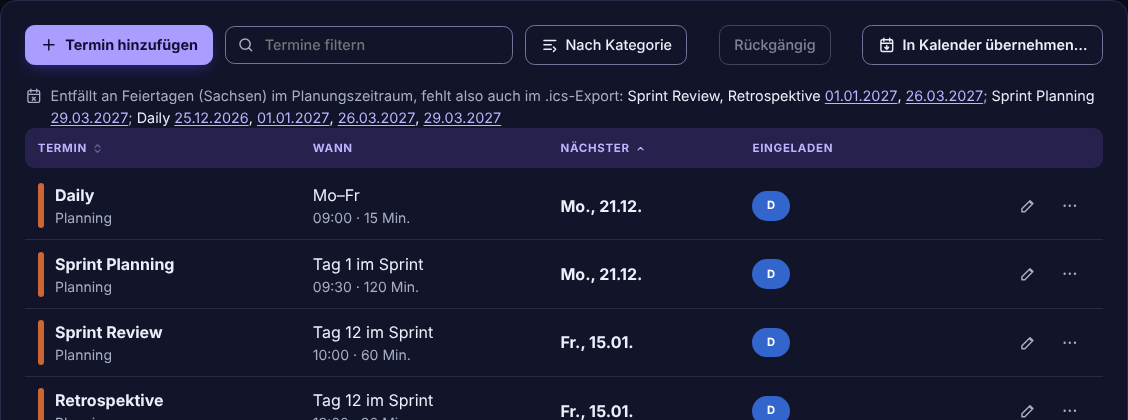 Termin hinzufügen
Termine filtern
Nach Kategorie
Rückgängig
In Kalender übernehmen...
Entfällt an Feiertagen (Sachsen) im Planungszeitraum, fehlt also auch im .ics-Export: Sprint Review, Retrospektive 01.01.2027, 26.03.2027; Sprint Planning
29.03.2027; Daily 25.12.2026, 01.01.2027, 26.03.2027, 29.03.2027
TERMIN WANN NÄCHSTER EINGELADEN
Daily Mo–Fr Mo., 21.12. D
Planning 09:00 · 15 Min.
Sprint Planning Tag 1 im Sprint Mo., 21.12. D
Planning 09:30 · 120 Min.
Sprint Review Tag 12 im Sprint Fr., 15.01. D
Planning 10:00 · 60 Min.
Retrospektive Tag 12 im Sprint Fr., 15.01. D